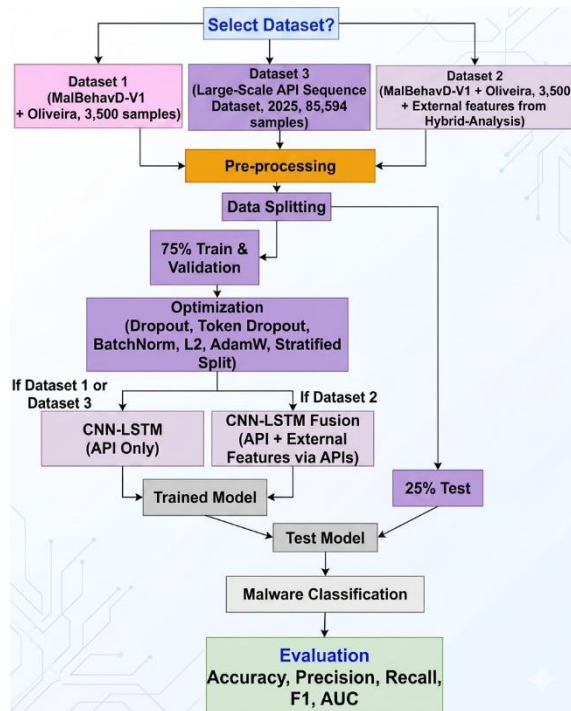 Select Dataset?
Dataset 1
(MalBehavD-V1
+ Oliveira, 3,500 samples)
Dataset 3
(Large-Scale API Sequence
Dataset, 2025, 85,594
samples)
Dataset 2
(MalBehavD-V1 + Oliveira, 3,500
+ External features from
Hybrid-Analysis)
Pre-processing
Data Splitting
75% Train &
Validation
Optimization
(Dropout, Token Dropout,
BatchNorm, L2, AdamW, Stratified
Split)
If Dataset 1 or
Dataset 3
If Dataset 2
CNN-LSTM
(API Only)
CNN-LSTM Fusion
(API + External
Features via APIs)
25% Test
Trained Model
Test Model
Malware Classification
Evaluation
Accuracy, Precision, Recall,
F1, AUC